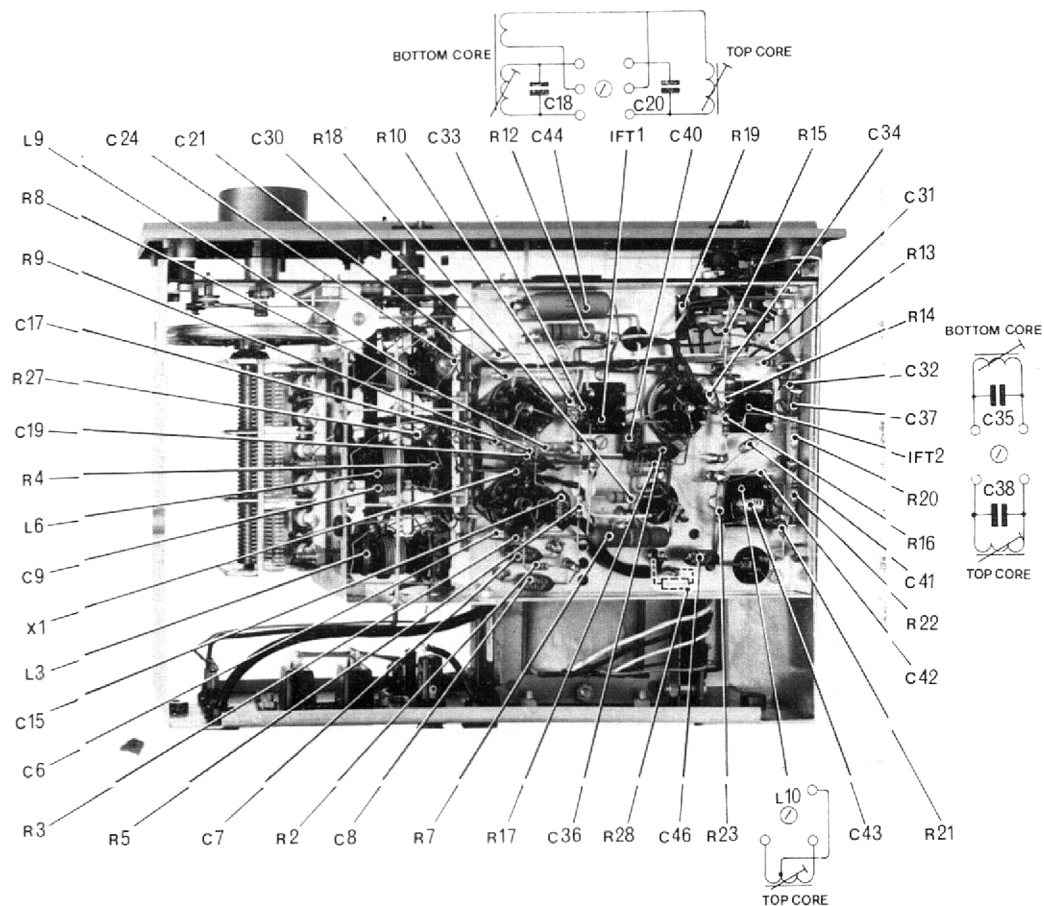 BOTTOM CORE
TOP CORE
C18
C20
L9
C24
C21
C30
R18
R10
C33
R12
C44
IFT1
C40
R19
R15
C34
R8
R9
C17
R27
C19
R4
L6
C9
X1
L3
C15
C6
C31
R13
R14
C32
C37
IFT2
R20
R16
C41
R22
C42
BOTTOM CORE
C35
C38
TOP CORE
R3
R5
C7
R2
C8
R7
R17
C36
R28
C46
R23
L10
C43
R21
TOP CORE